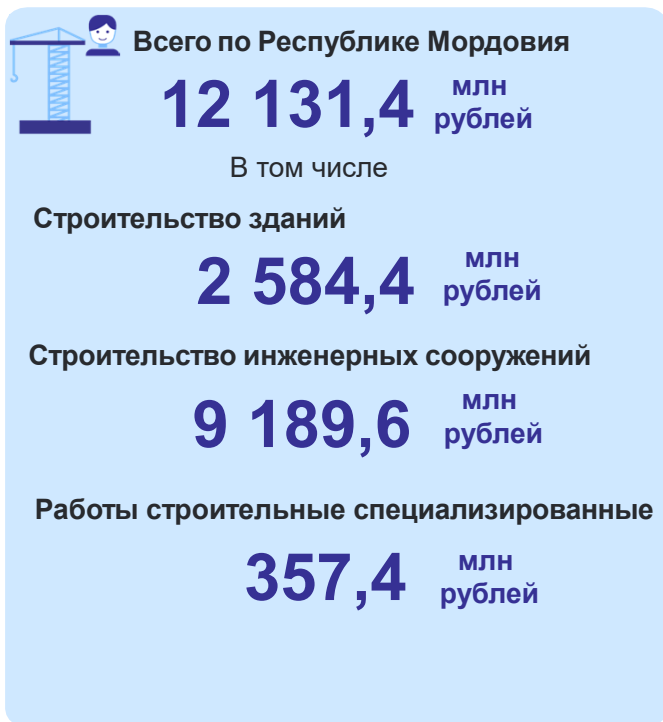 Всего по Республике Мордовия
12 131,4 млн рублей
В том числе
Строительство зданий
2 584,4 млн рублей
Строительство инженерных сооружений
9 189,6 млн рублей
Работы строительные специализированные
357,4 млн рублей